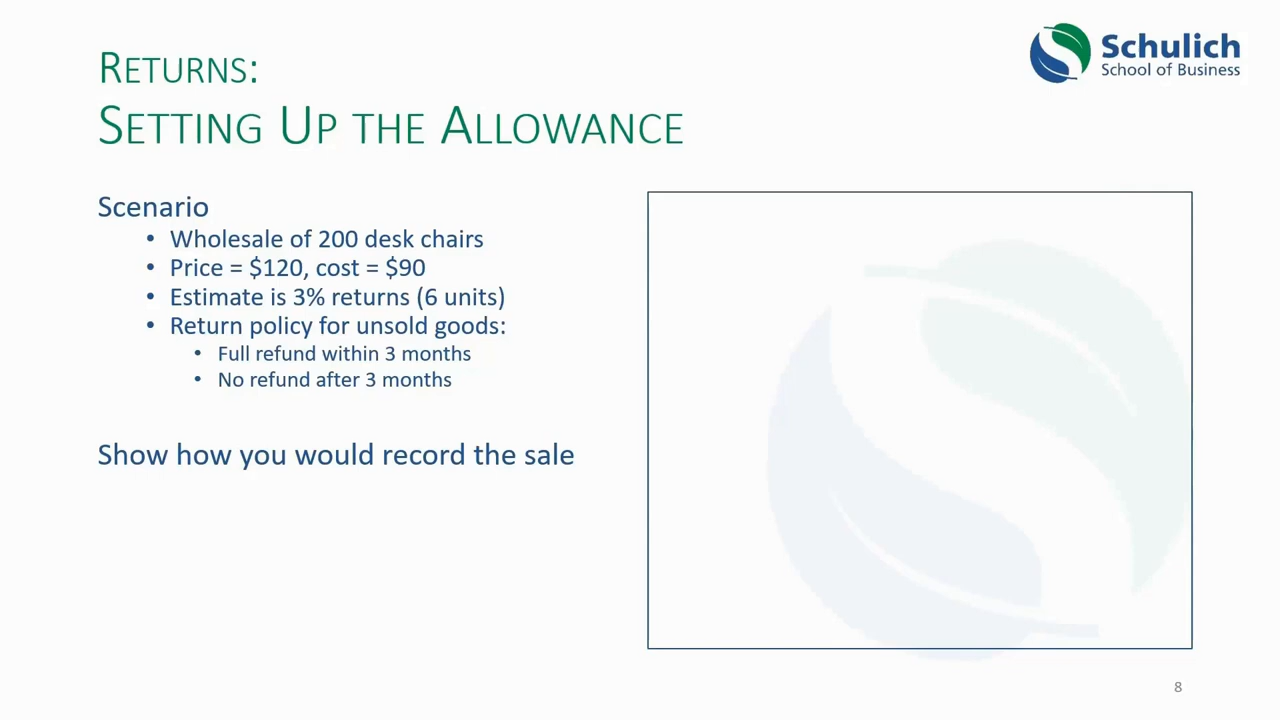 Schulich
School of Business
RETURNS:
SETTING UP THE ALLOWANCE
Scenario
• Wholesale of 200 desk chairs
• Price = $120, cost = $90
• Estimate is 3% returns (6 units)
• Return policy for unsold goods:
• Full refund within 3 months
• No refund after 3 months
Show how you would record the sale
8